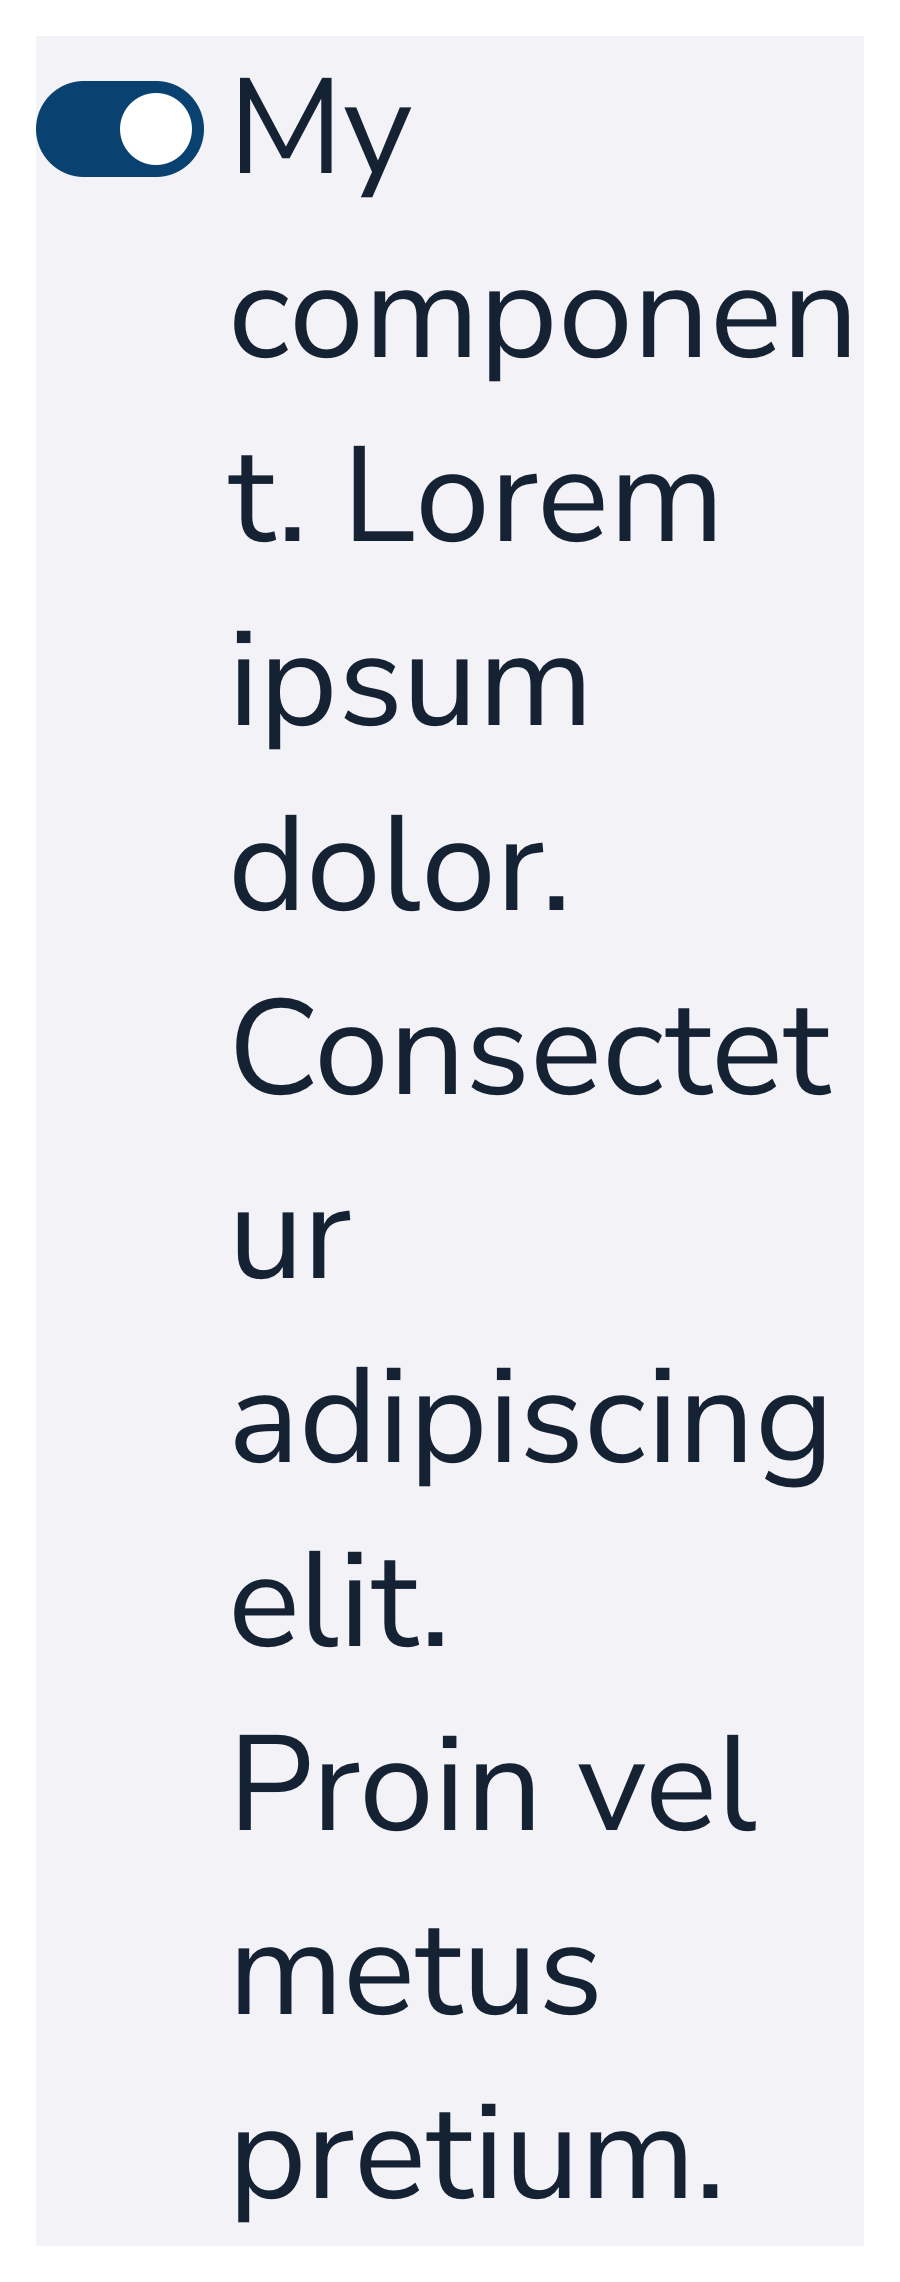 My
componen
t. Lorem
ipsum
dolor.
Consectet
ur
adipiscing
elit.
Proin vel
metus
pretium.